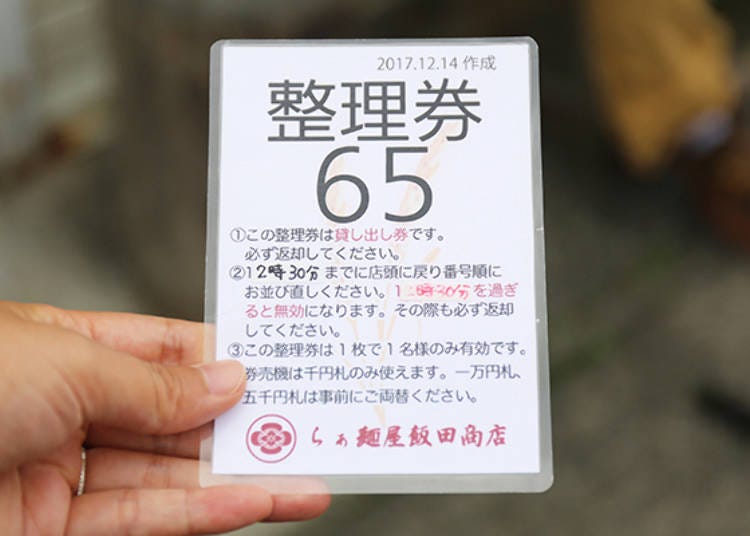 2017.12.14 作成
整理券
65
①この整理券は貸し出し券です。
必ず返却してください。
②12時30分までに店頭に戻り番号順に
お並び直しください。12時30分を過ぎ
ると無効になります。その際も必ず返却
してください。
③この整理券は1枚で1名様のみ有効です。
券売機は千円札のみ使えます。一万円札、
五千円札は事前にご両替ください。
らぁ麺屋飯田商店